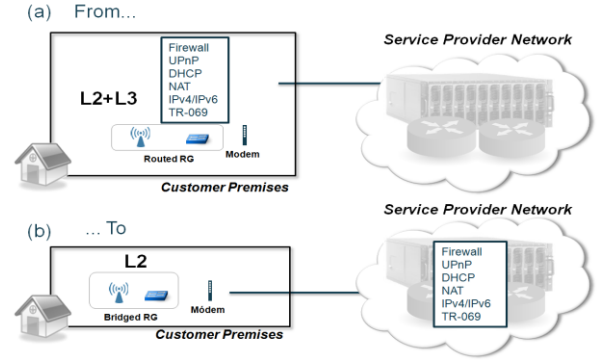 (a) From...
Service Provider Network
Firewall
UPnP
DHCP
NAT
IPv4/IPv6
TR-069
L2+L3
Routed RG
Modem
Customer Premises
Service Provider Network
(b) ... To
L2
Bridged RG
Módem
Customer Premises
Firewall
UPnP
DHCP
NAT
IPv4/IPv6
TR-069